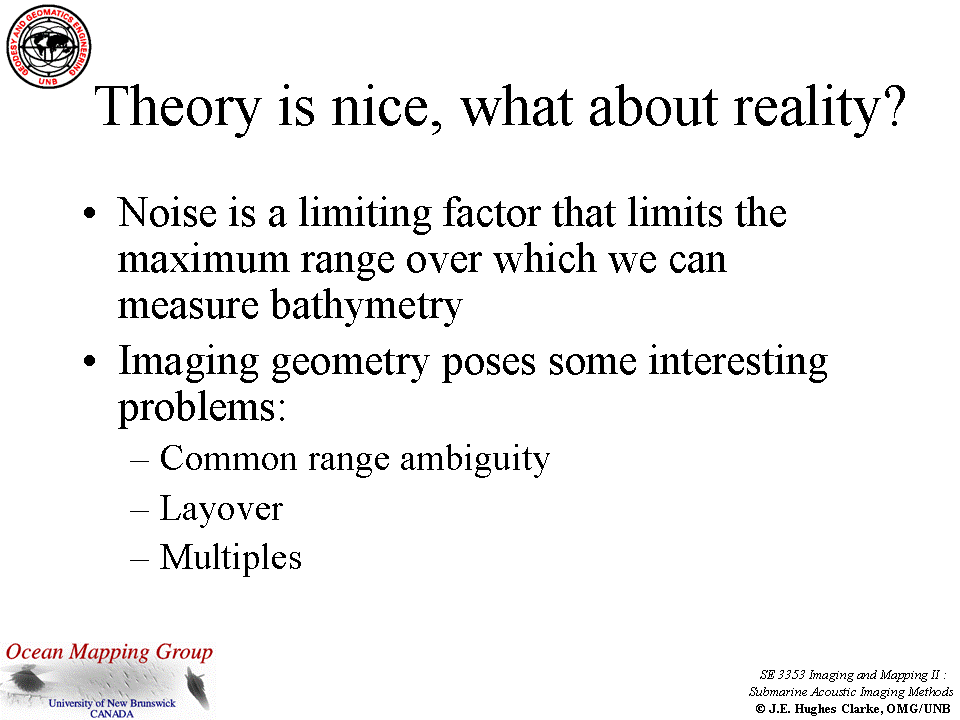 GEODESY AND GEOMATICS ENGINEERING
UNB
Theory is nice, what about reality?
• Noise is a limiting factor that limits the
maximum range over which we can
measure bathymetry
• Imaging geometry poses some interesting
problems:
– Common range ambiguity
– Layover
– Multiples
Ocean Mapping Group
University of New Brunswick
CANADA
SE 3353 Imaging and Mapping II :
Submarine Acoustic Imaging Methods
© J.E. Hughes Clarke, OMG/UNB